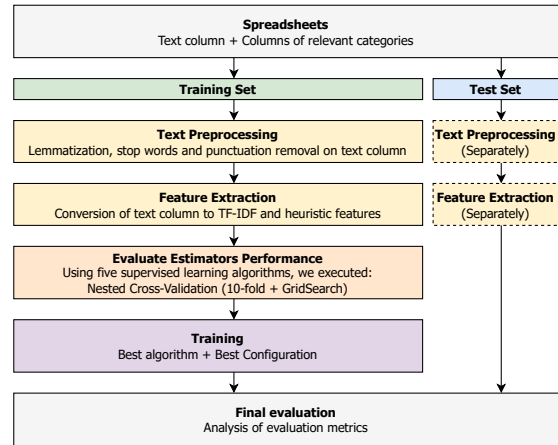 Spreadsheets
Text column + Columns of relevant categories
Training Set
Test Set
Text Preprocessing
Lemmatization, stop words and punctuation removal on text column
Text Preprocessing
(Separately)
Feature Extraction
Conversion of text column to TF-IDF and heuristic features
Feature Extraction
(Separately)
Evaluate Estimators Performance
Using five supervised learning algorithms, we executed:
Nested Cross-Validation (10-fold + GridSearch)
Training
Best algorithm + Best Configuration
Final evaluation
Analysis of evaluation metrics